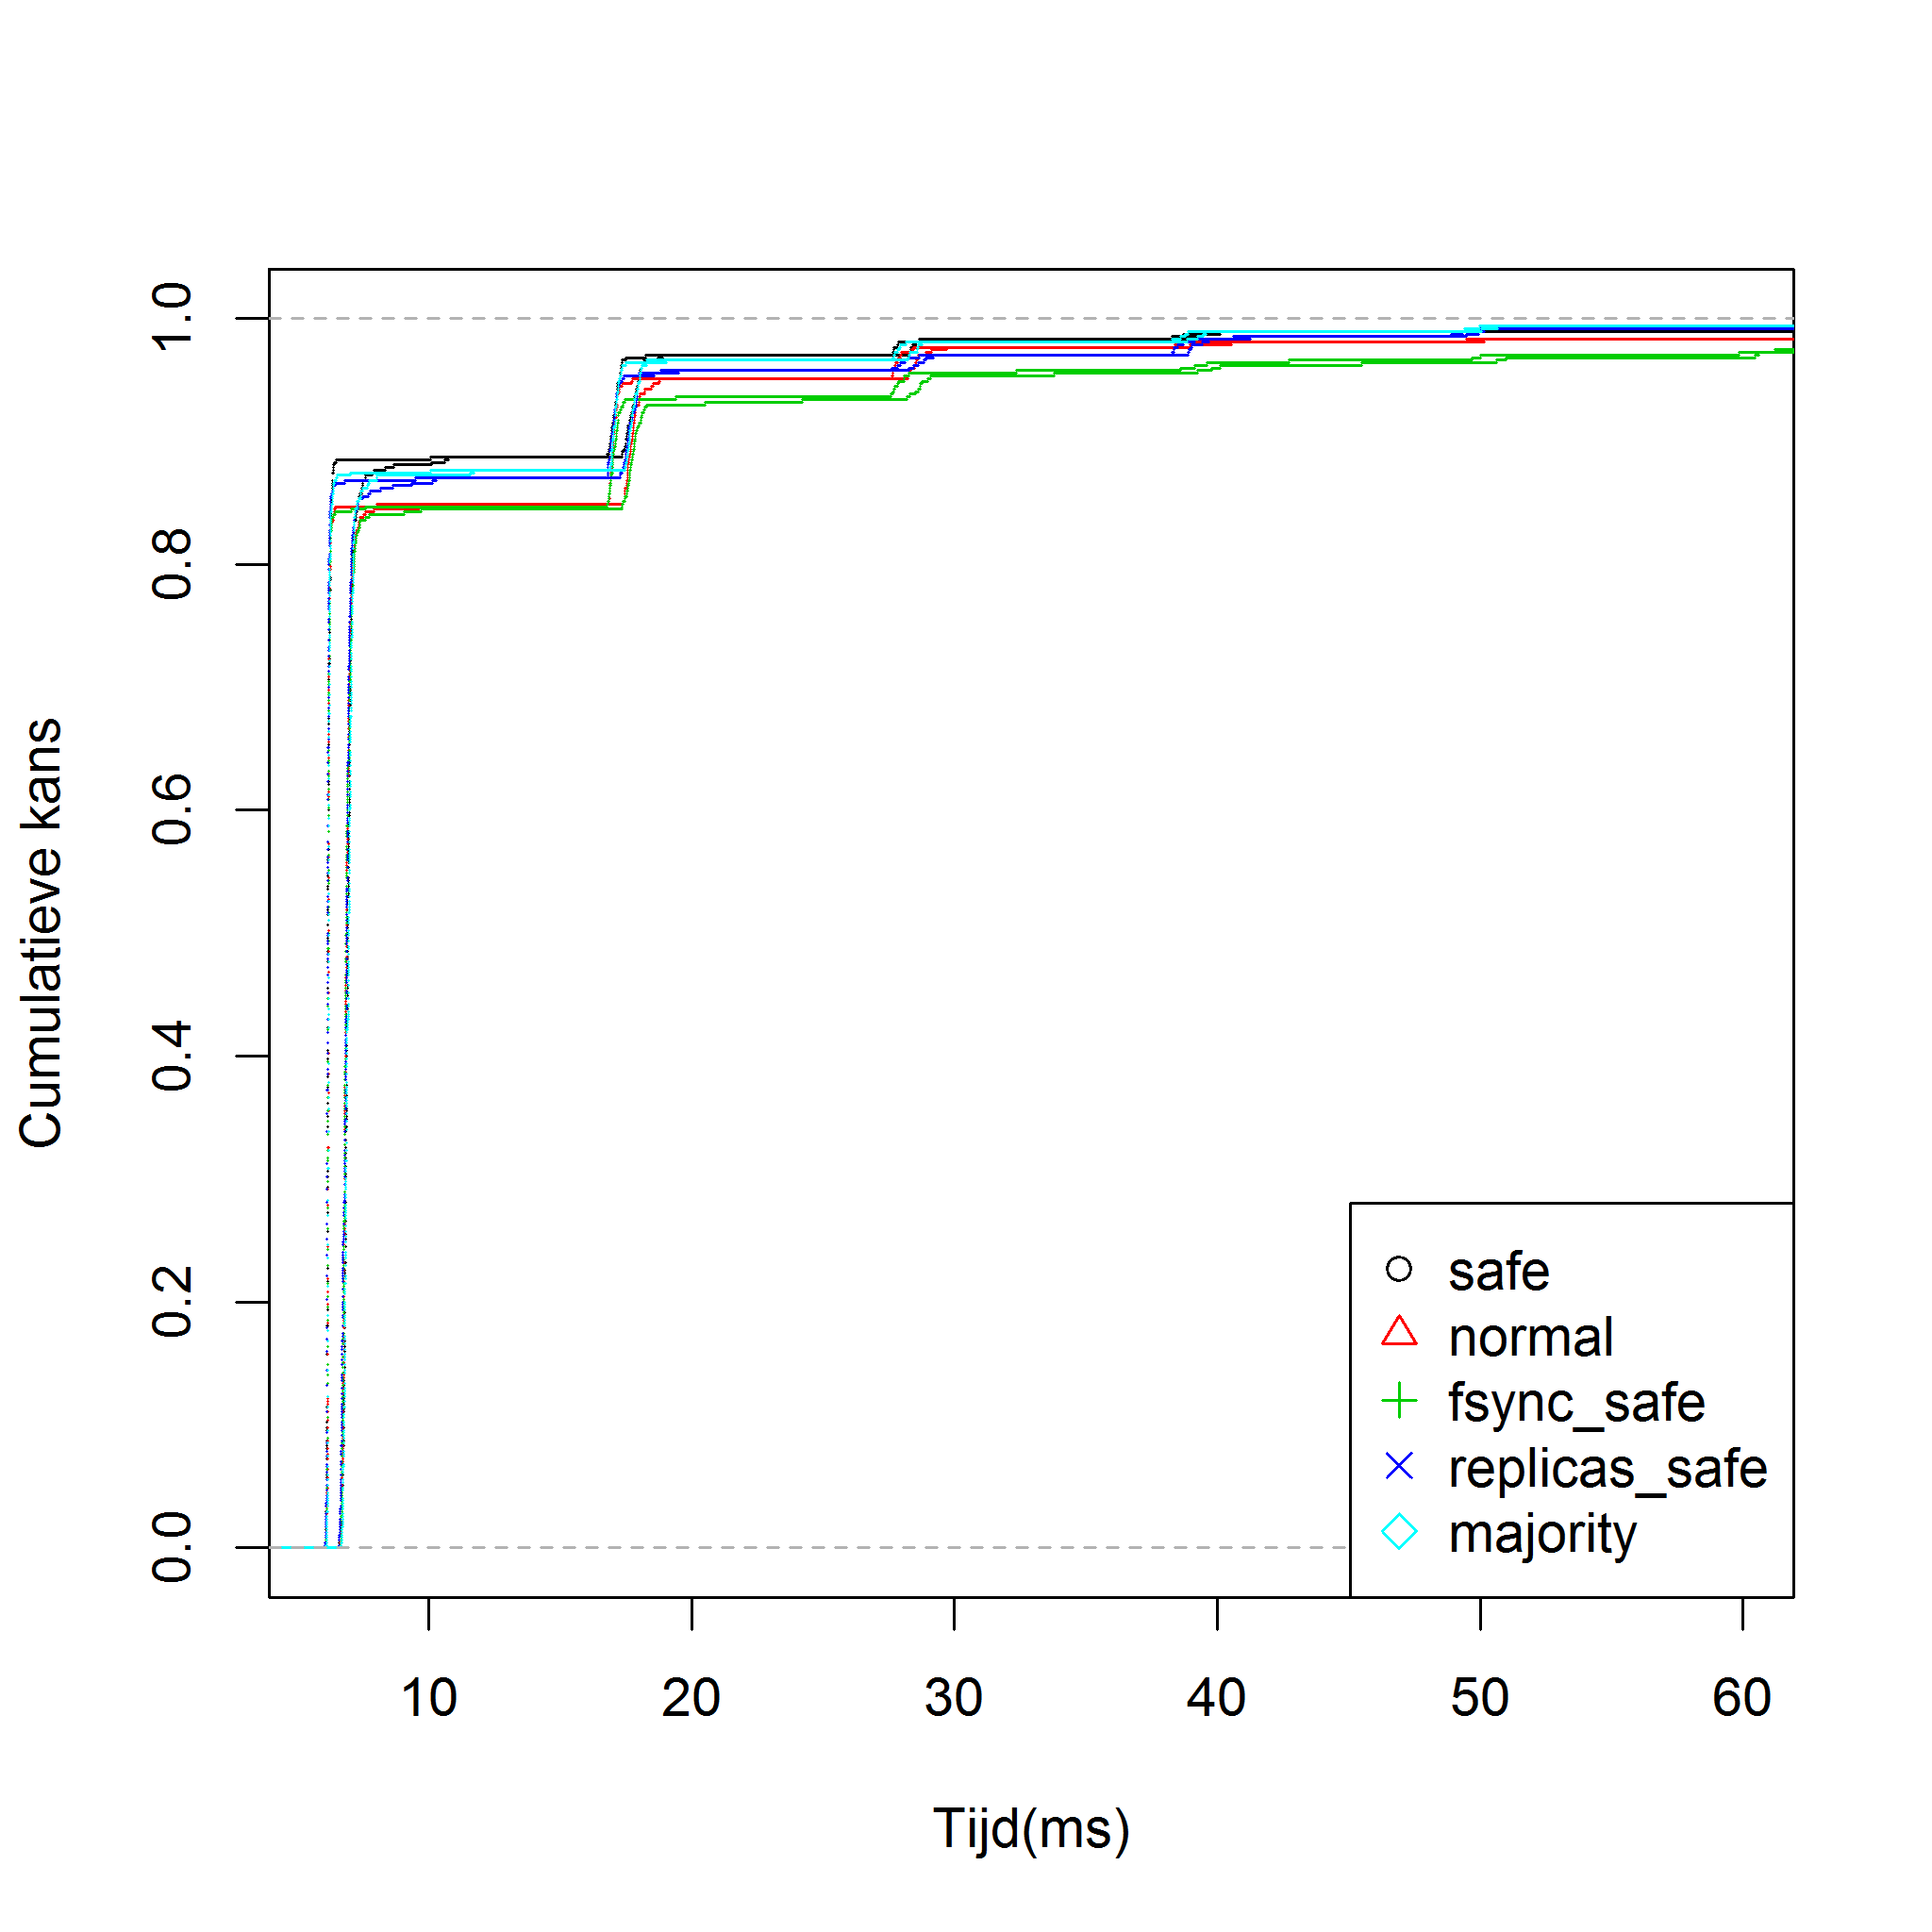 Cumulatieve kans
1.0
0.8
0.6
0.4
0.2
0.0
safe
normal
fsync_safe
replicas_safe
majority
10 20 30 40 50 60
Tijd(ms)